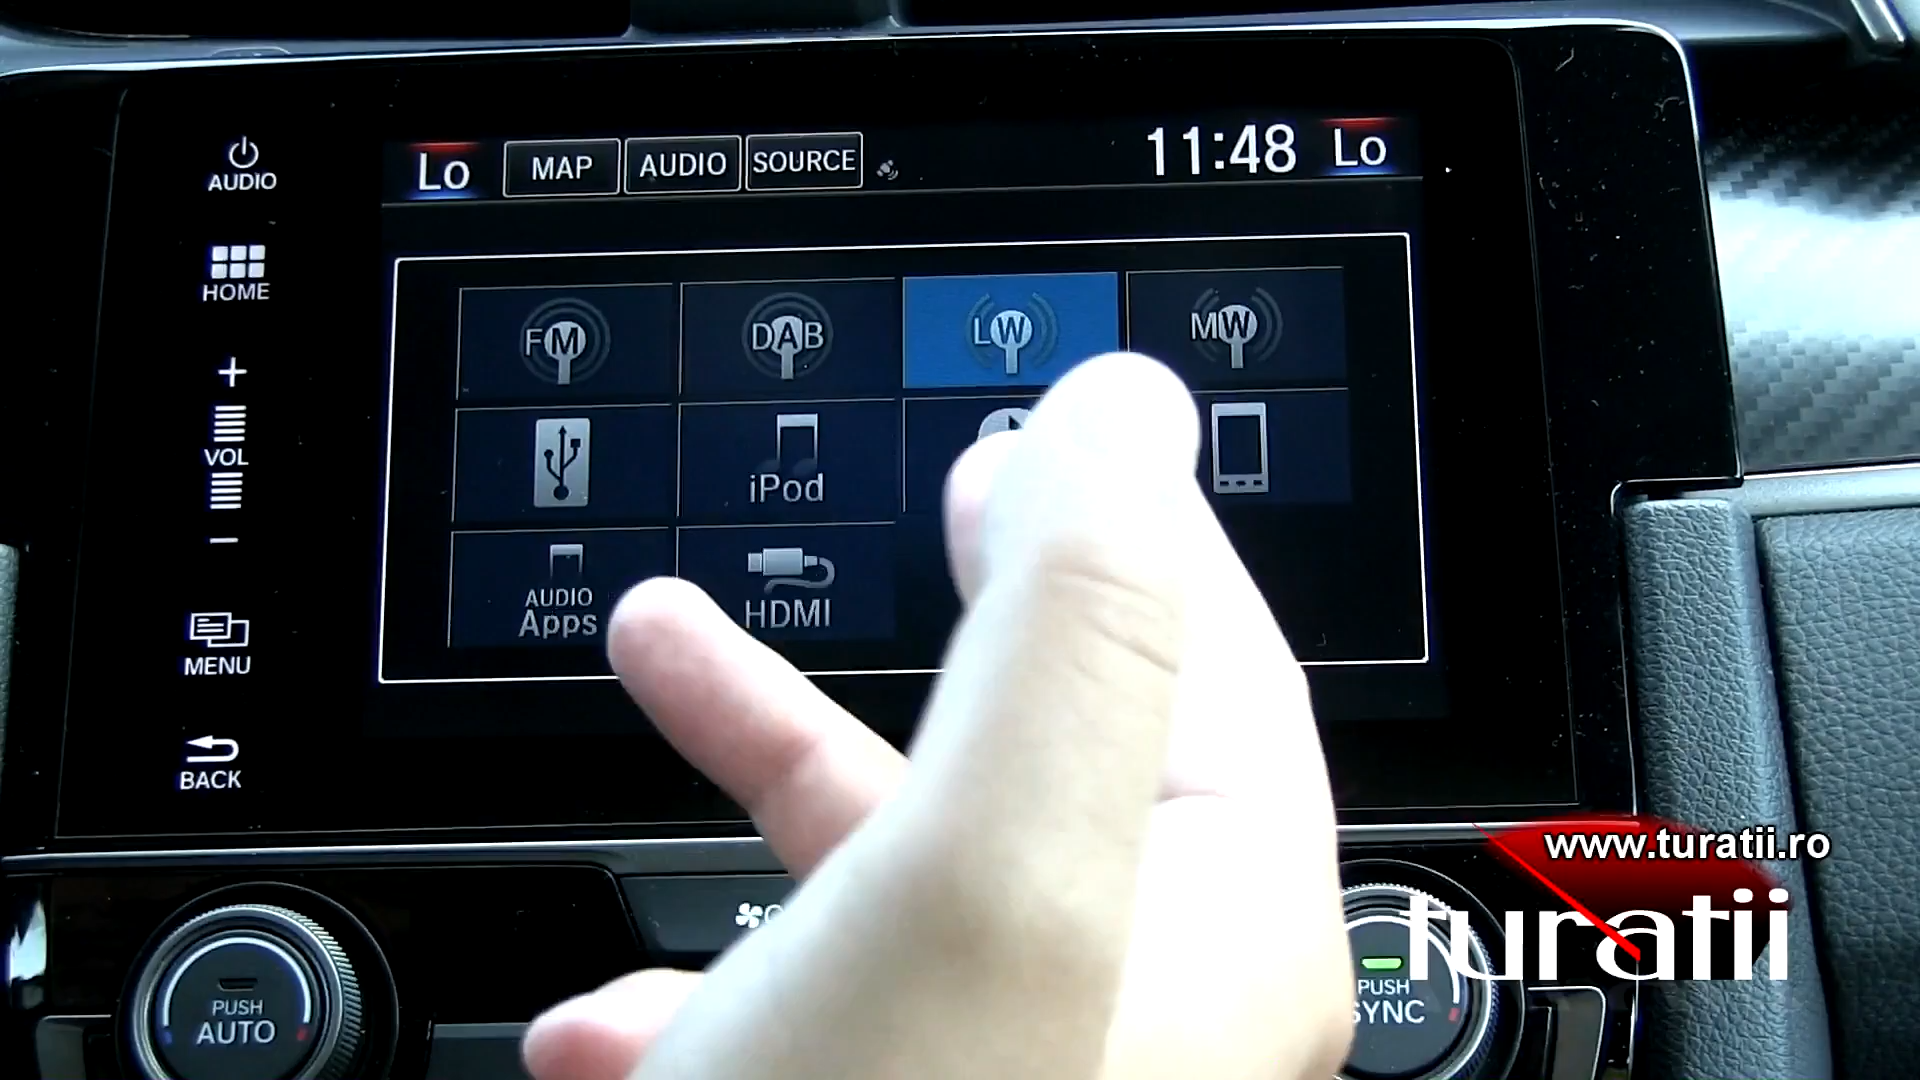 AUDIO
HOME
+
VOL
-
MENU
BACK
Lo MAP AUDIO SOURCE 11:48 Lo
FM DAB LW MW
iPod
AUDIO
Apps
HDMI
PUSH
AUTO
PUSH
SYNC
www.turatii.ro
turatii